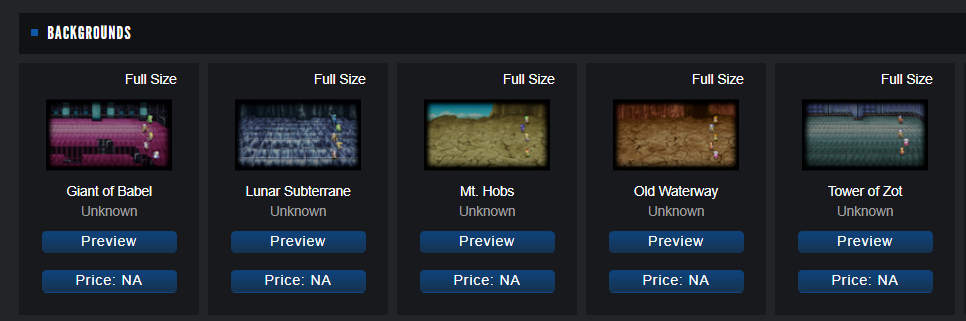 BACKGROUNDS
Full Size
Giant of Babel
Unknown
Preview
Price: NA
Full Size
Lunar Subterrane
Unknown
Preview
Price: NA
Full Size
Mt. Hobs
Unknown
Preview
Price: NA
Full Size
Old Waterway
Unknown
Preview
Price: NA
Full Size
Tower of Zot
Unknown
Preview
Price: NA